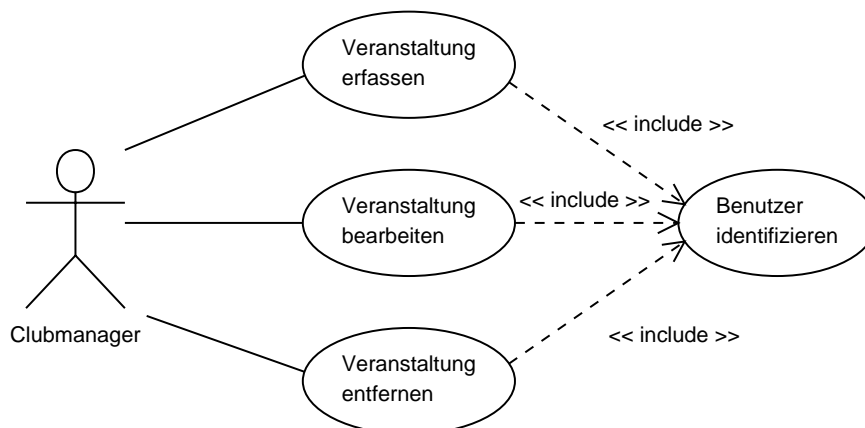 Veranstaltung
erfassen
<< include >>
Veranstaltung
bearbeiten
<< include >>
Benutzer
identifizieren
Clubmanager
<< include >>
Veranstaltung
entfernen